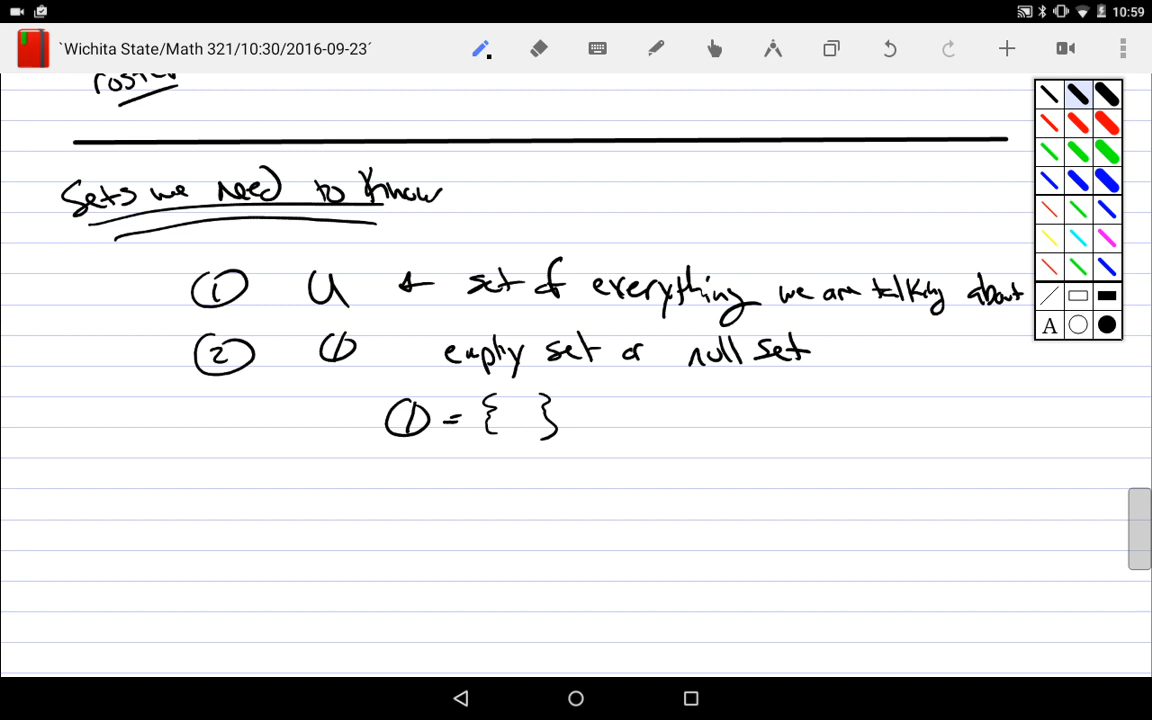 10:59
`Wichita State/Math 321/10:30/2016-09-23´
roster
Sets we need to know
① U ← set of everything we are talking about
② ∅ empty set or null set
∅ = { }
A